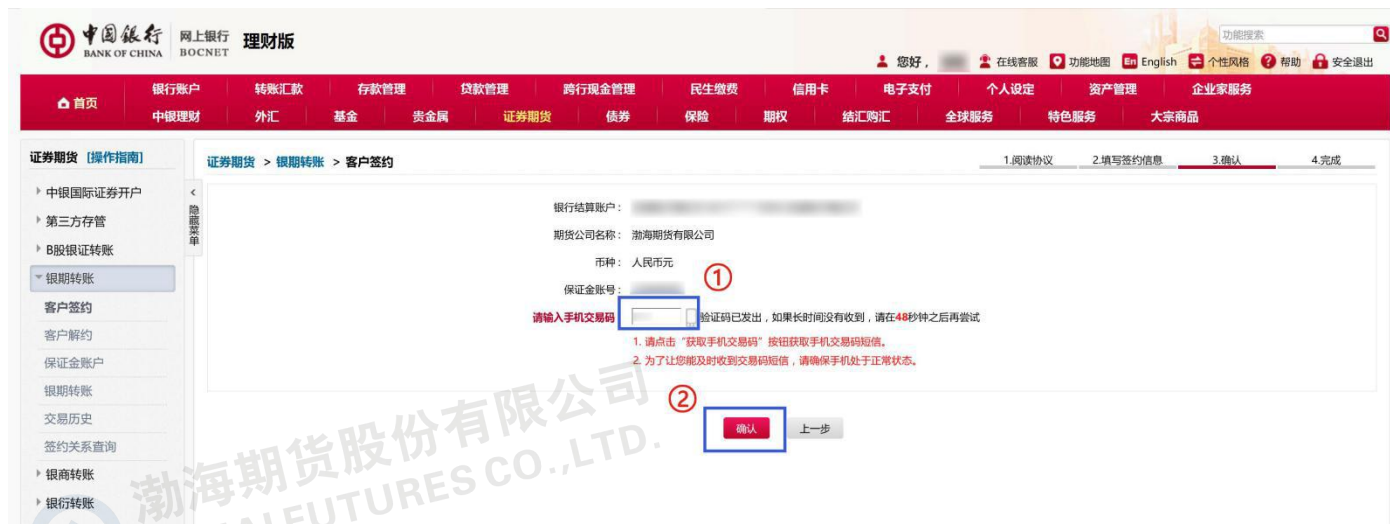 中国银行 网上银行 理财版
BANK OF CHINA BOCNET
功能搜索
您好， 在线客服 功能地图 En English 个性风格 帮助 安全退出
首页
银行账户 转账汇款 存款管理 贷款管理 跨行现金管理 民生缴费 信用卡 电子支付 个人设定 资产管理 企业家服务
中银理财 外汇 基金 贵金属 证券期货 债券 保险 期权 结汇购汇 全球服务 特色服务 大宗商品
证券期货 [操作指南]
中银国际证券开户
第三方存管
B股银证转账
银期转账
客户签约
客户解约
保证金账户
银期转账
交易历史
签约关系查询
银商转账
银衍转账
<
隐藏菜单
证券期货 > 银期转账 > 客户签约
1.阅读协议 2.填写签约信息 3.确认 4.完成
银行结算账户：
期货公司名称： 渤海期货有限公司
币种： 人民币元
①
保证金账号：
请输入手机交易码 验证码已发出，如果长时间没有收到，请在48秒钟之后再尝试
1. 请点击“获取手机交易码”按钮获取手机交易码短信。
2. 为了让您能及时收到交易码短信，请确保手机处于正常状态。
②
确认 上一步
渤海期货股份有限公司
FUTURES CO.,LTD.